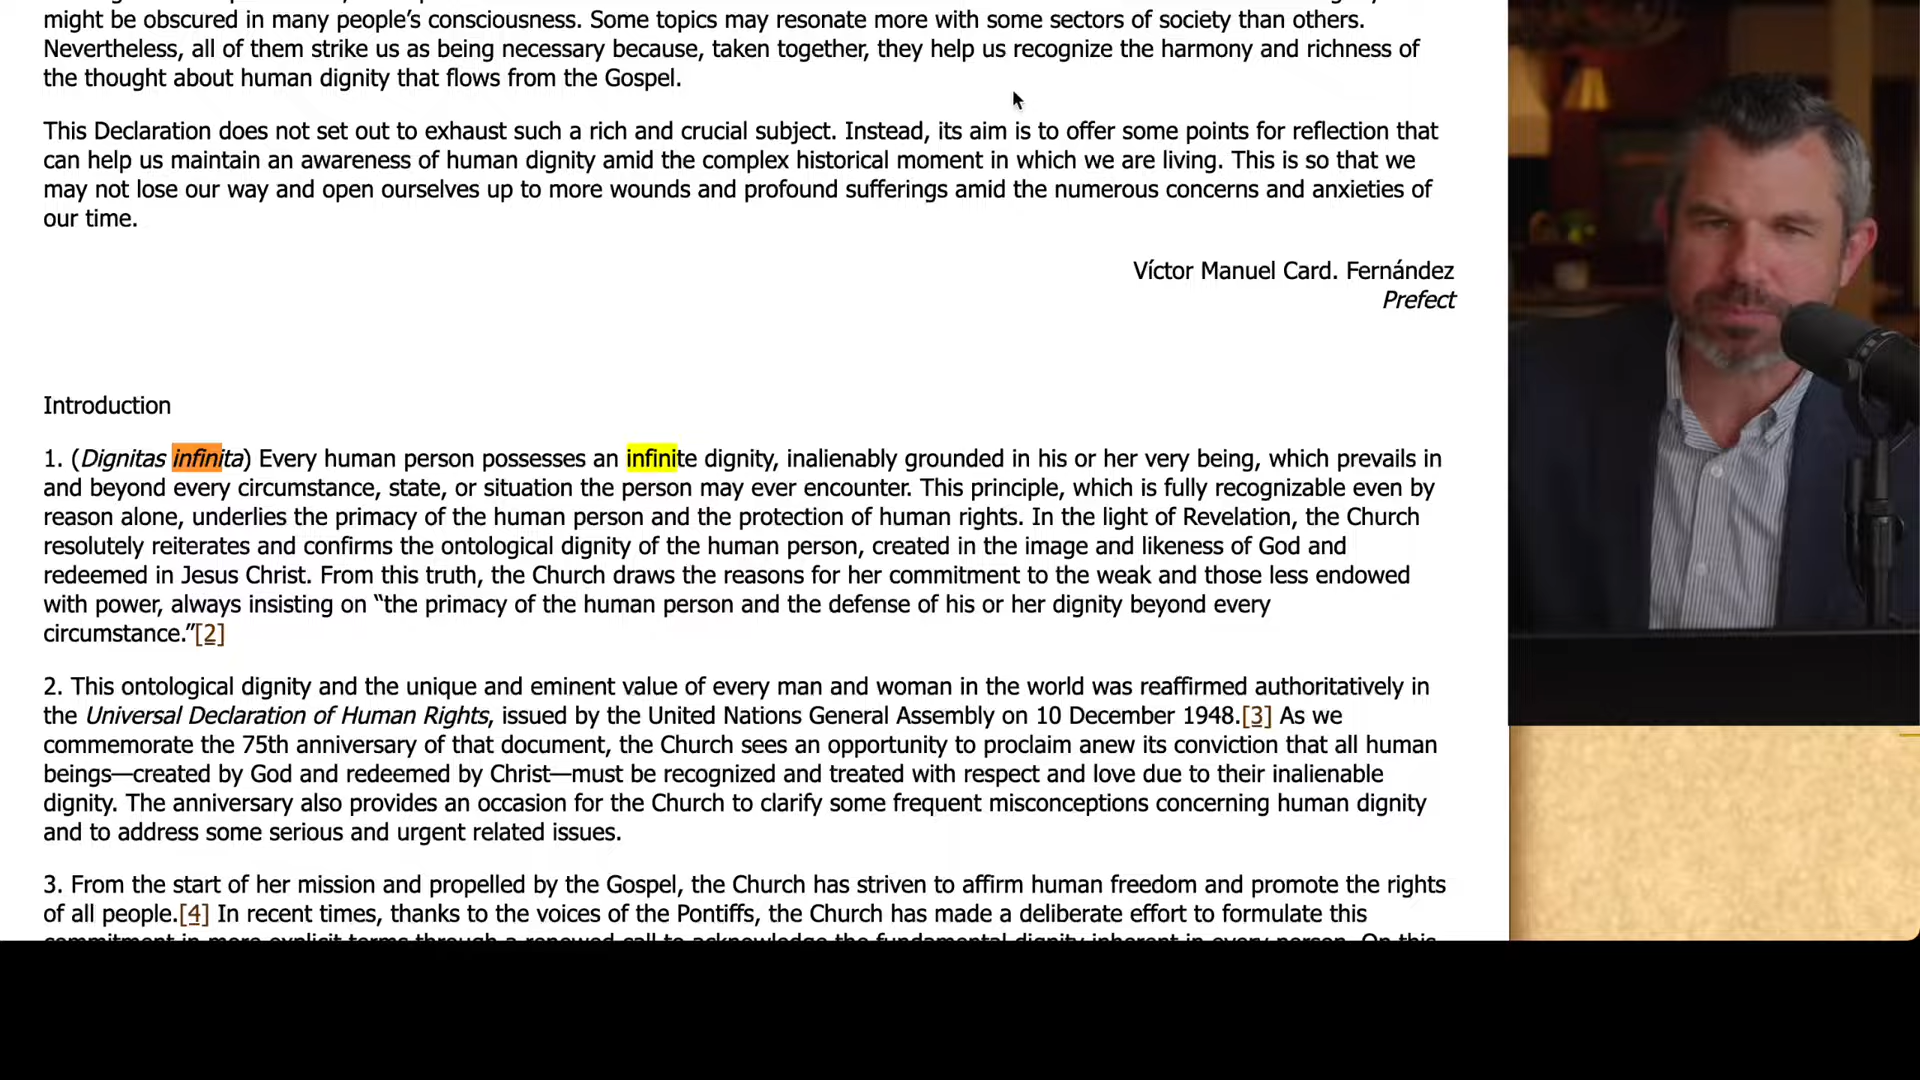 might be obscured in many people’s consciousness. Some topics may resonate more with some sectors of society than others.
Nevertheless, all of them strike us as being necessary because, taken together, they help us recognize the harmony and richness of
the thought about human dignity that flows from the Gospel.
This Declaration does not set out to exhaust such a rich and crucial subject. Instead, its aim is to offer some points for reflection that
can help us maintain an awareness of human dignity amid the complex historical moment in which we are living. This is so that we
may not lose our way and open ourselves up to more wounds and profound sufferings amid the numerous concerns and anxieties of
our time.
Víctor Manuel Card. Fernández
Prefect
Introduction
1. (Dignitas infinita) Every human person possesses an infinite dignity, inalienably grounded in his or her very being, which prevails in
and beyond every circumstance, state, or situation the person may ever encounter. This principle, which is fully recognizable even by
reason alone, underlies the primacy of the human person and the protection of human rights. In the light of Revelation, the Church
resolutely reiterates and confirms the ontological dignity of the human person, created in the image and likeness of God and
redeemed in Jesus Christ. From this truth, the Church draws the reasons for her commitment to the weak and those less endowed
with power, always insisting on “the primacy of the human person and the defense of his or her dignity beyond every
circumstance.”[2]
2. This ontological dignity and the unique and eminent value of every man and woman in the world was reaffirmed authoritatively in
the Universal Declaration of Human Rights, issued by the United Nations General Assembly on 10 December 1948.[3] As we
commemorate the 75th anniversary of that document, the Church sees an opportunity to proclaim anew its conviction that all human
beings—created by God and redeemed by Christ—must be recognized and treated with respect and love due to their inalienable
dignity. The anniversary also provides an occasion for the Church to clarify some frequent misconceptions concerning human dignity
and to address some serious and urgent related issues.
3. From the start of her mission and propelled by the Gospel, the Church has striven to affirm human freedom and promote the rights
of all people.[4] In recent times, thanks to the voices of the Pontiffs, the Church has made a deliberate effort to formulate this
commitment in more explicit terms through a renewed call to acknowledge the fundamental dignity inherent in every person. On this